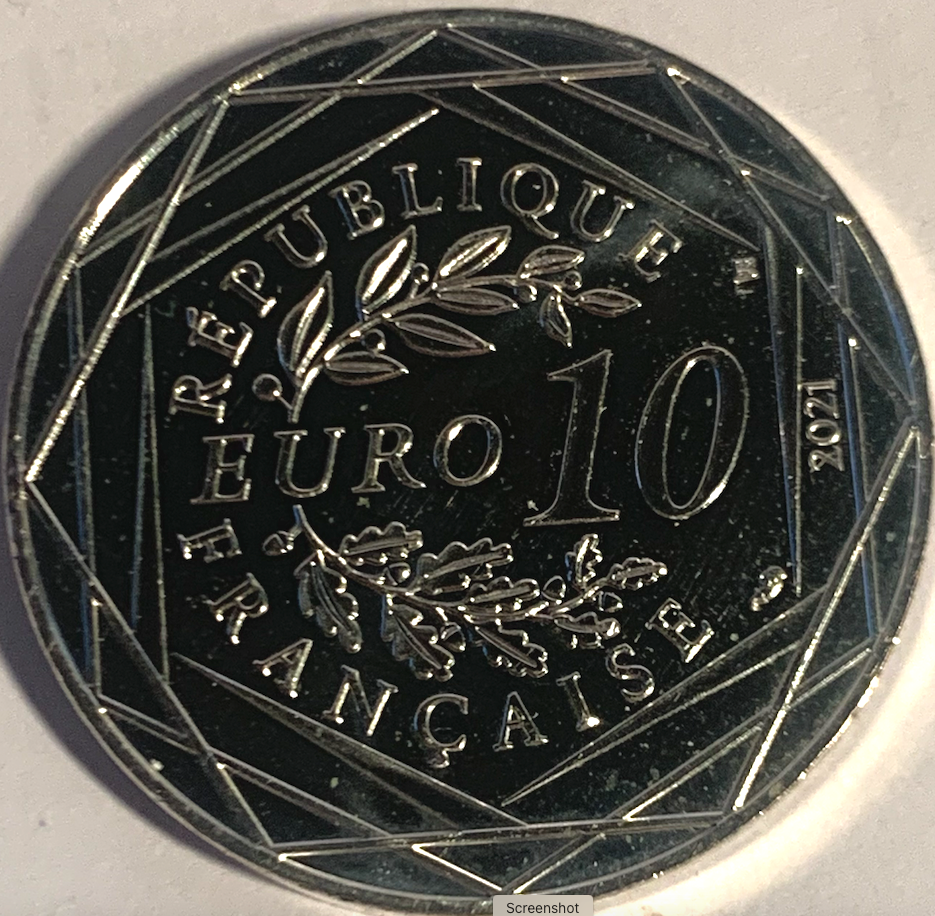 RÉPUBLIQUE
EURO 10
2021
FRANÇAISE
Screenshot